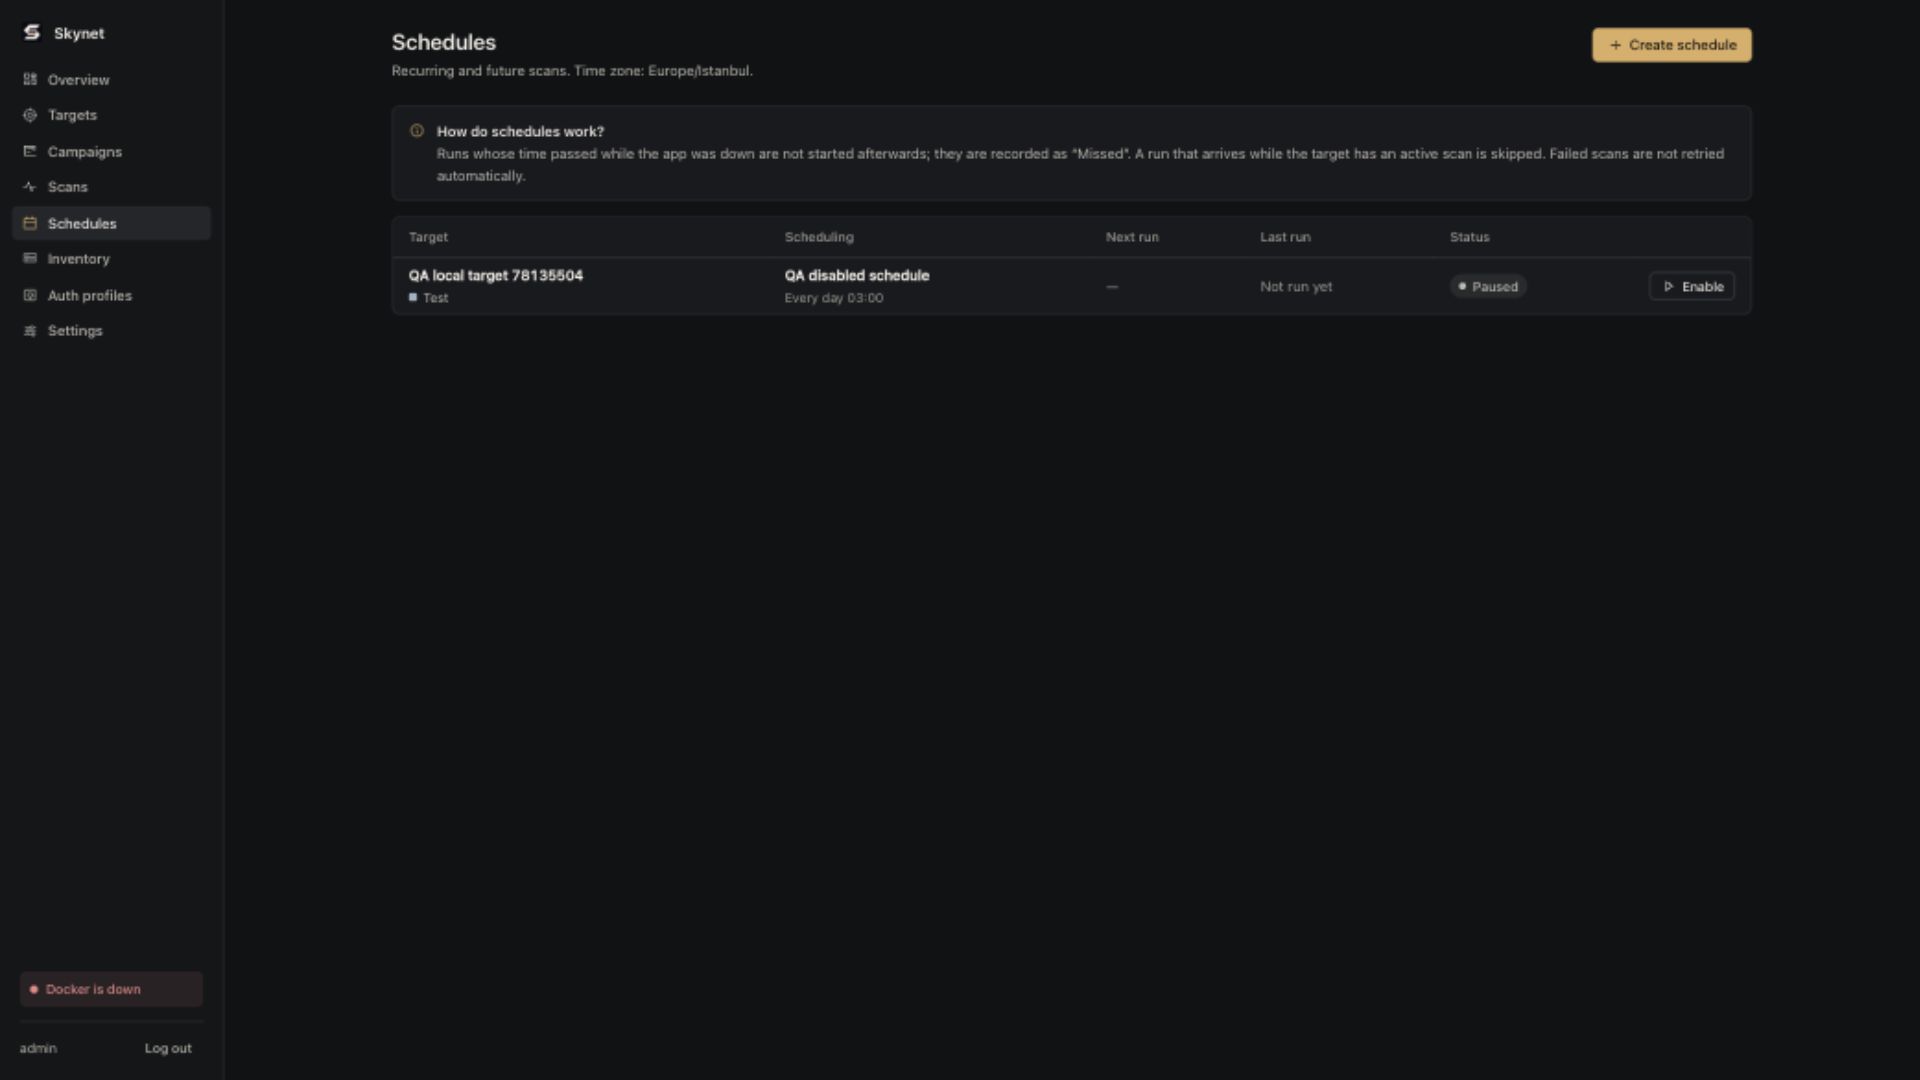 Skynet
Overview
Targets
Campaigns
Scans
Schedules
Inventory
Auth profiles
Settings
Docker is down
admin
Log out
Schedules
Recurring and future scans. Time zone: Europe/Istanbul.
+ Create schedule
How do schedules work?
Runs whose time passed while the app was down are not started afterwards; they are recorded as "Missed". A run that arrives while the target has an active scan is skipped. Failed scans are not retried
automatically.
Target Scheduling Next run Last run Status
QA local target 78135504 QA disabled schedule
Test Every day 03:00 — Not run yet Paused Enable